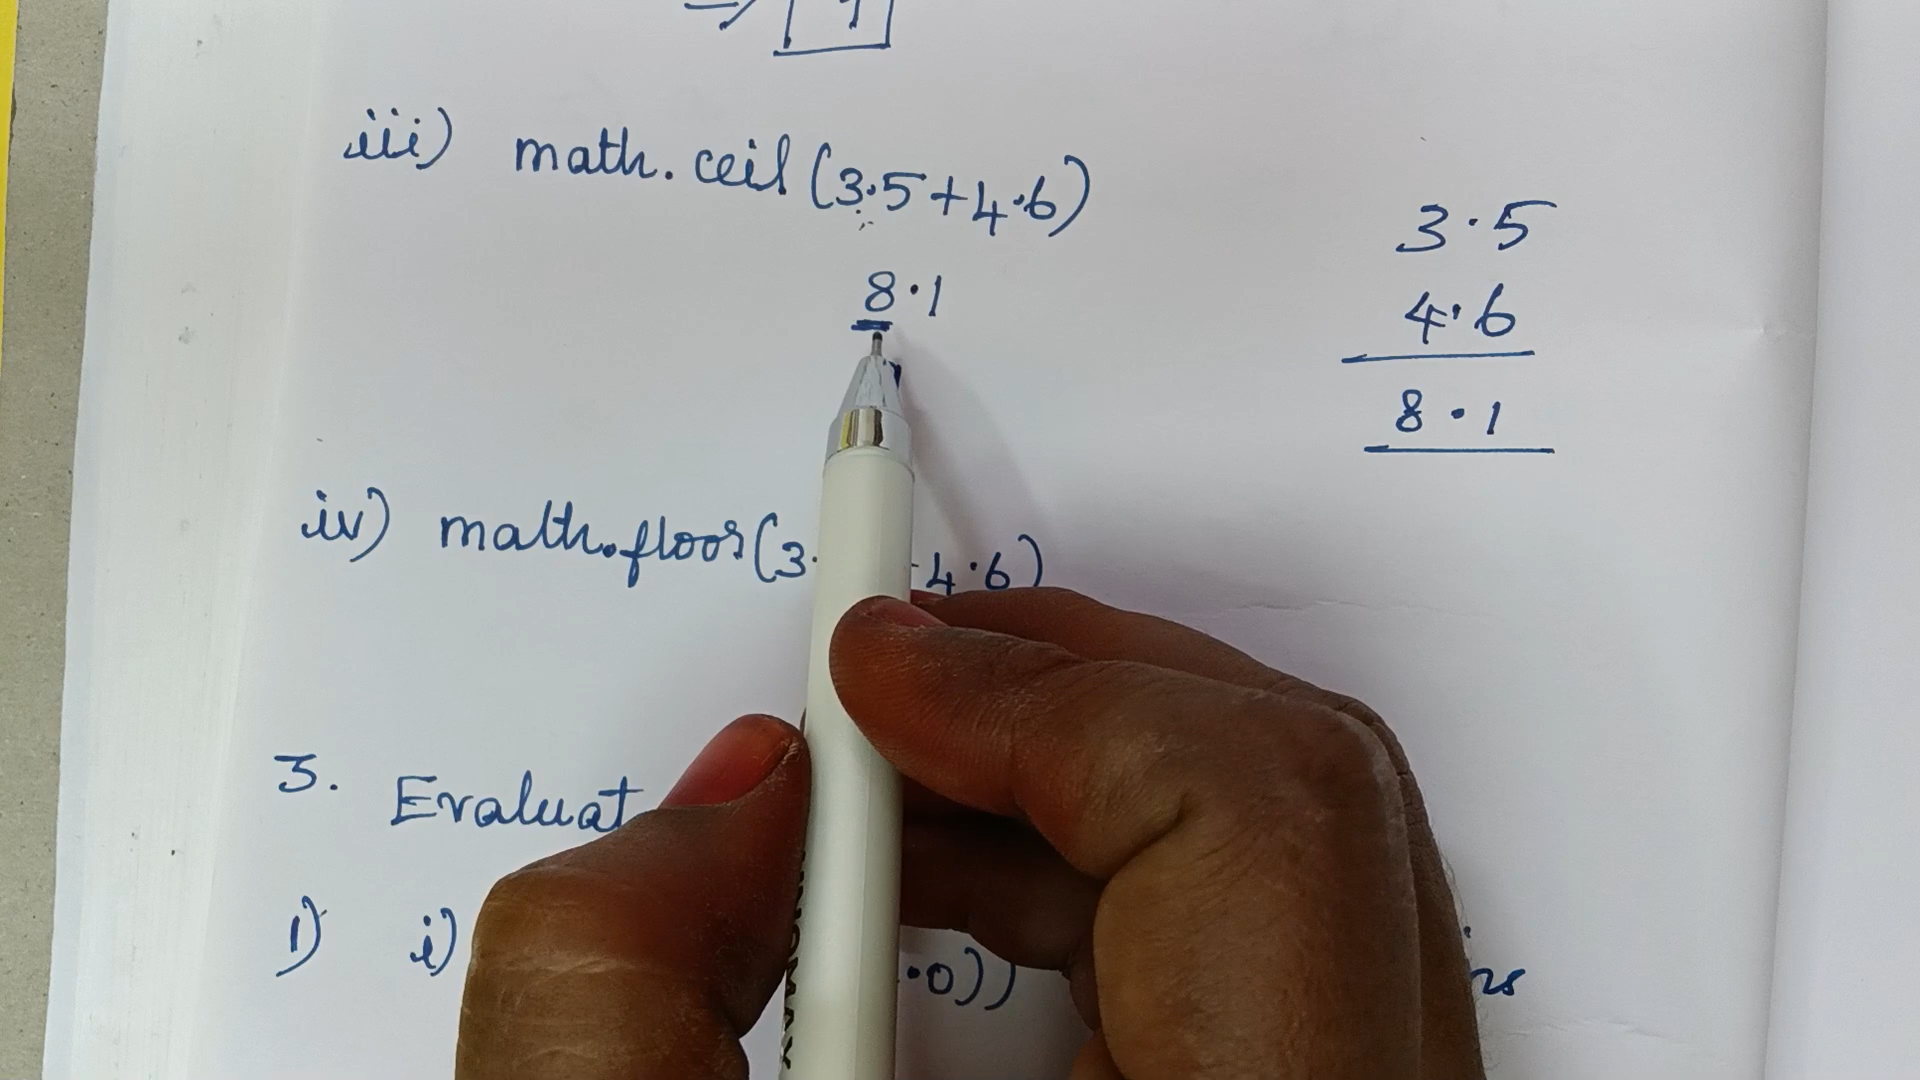 iii) math.ceil(3.5+4.6)
8.1
3.5
4.6
8.1
iv) math.floor(3. 4.6)
3. Evaluat
1) i) .0))